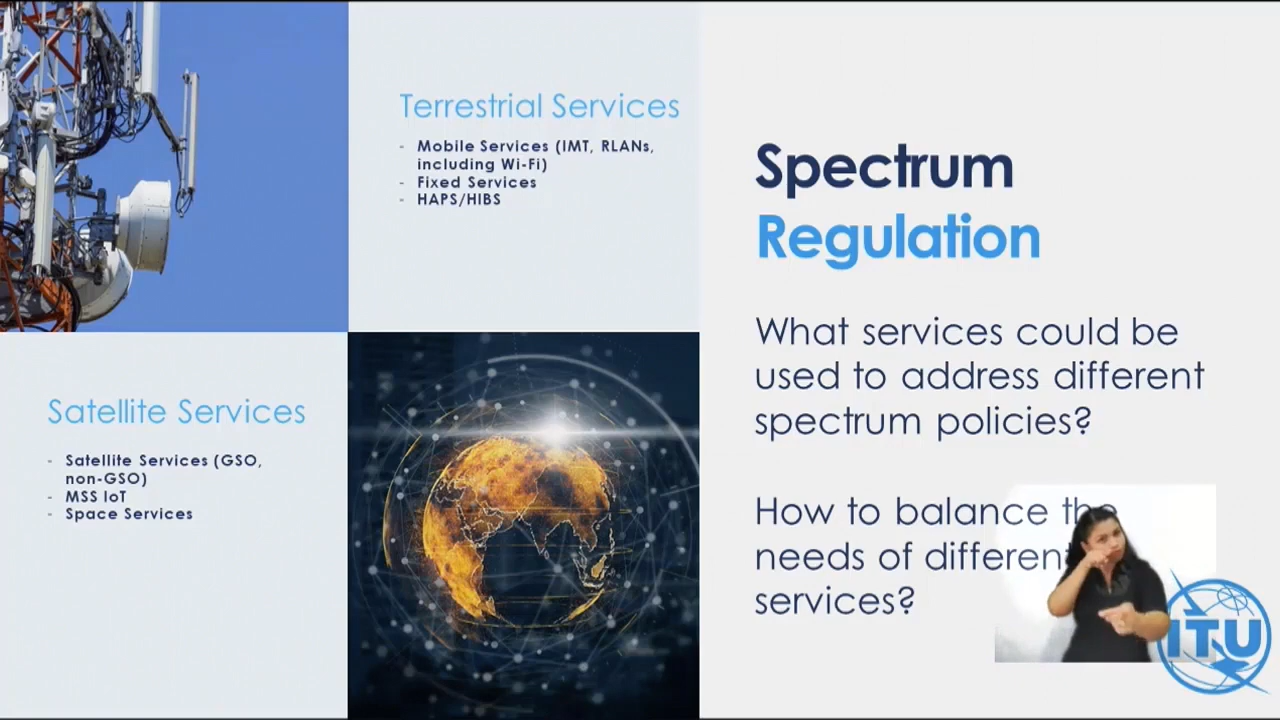 Terrestrial Services
- Mobile Services (IMT, RLANs,
including Wi-Fi)
- Fixed Services
- HAPS/HIBS
Satellite Services
- Satellite Services (GSO,
non-GSO)
- MSS IoT
- Space Services
Spectrum
Regulation
What services could be
used to address different
spectrum policies?
How to balance the
needs of different
services?
ITU